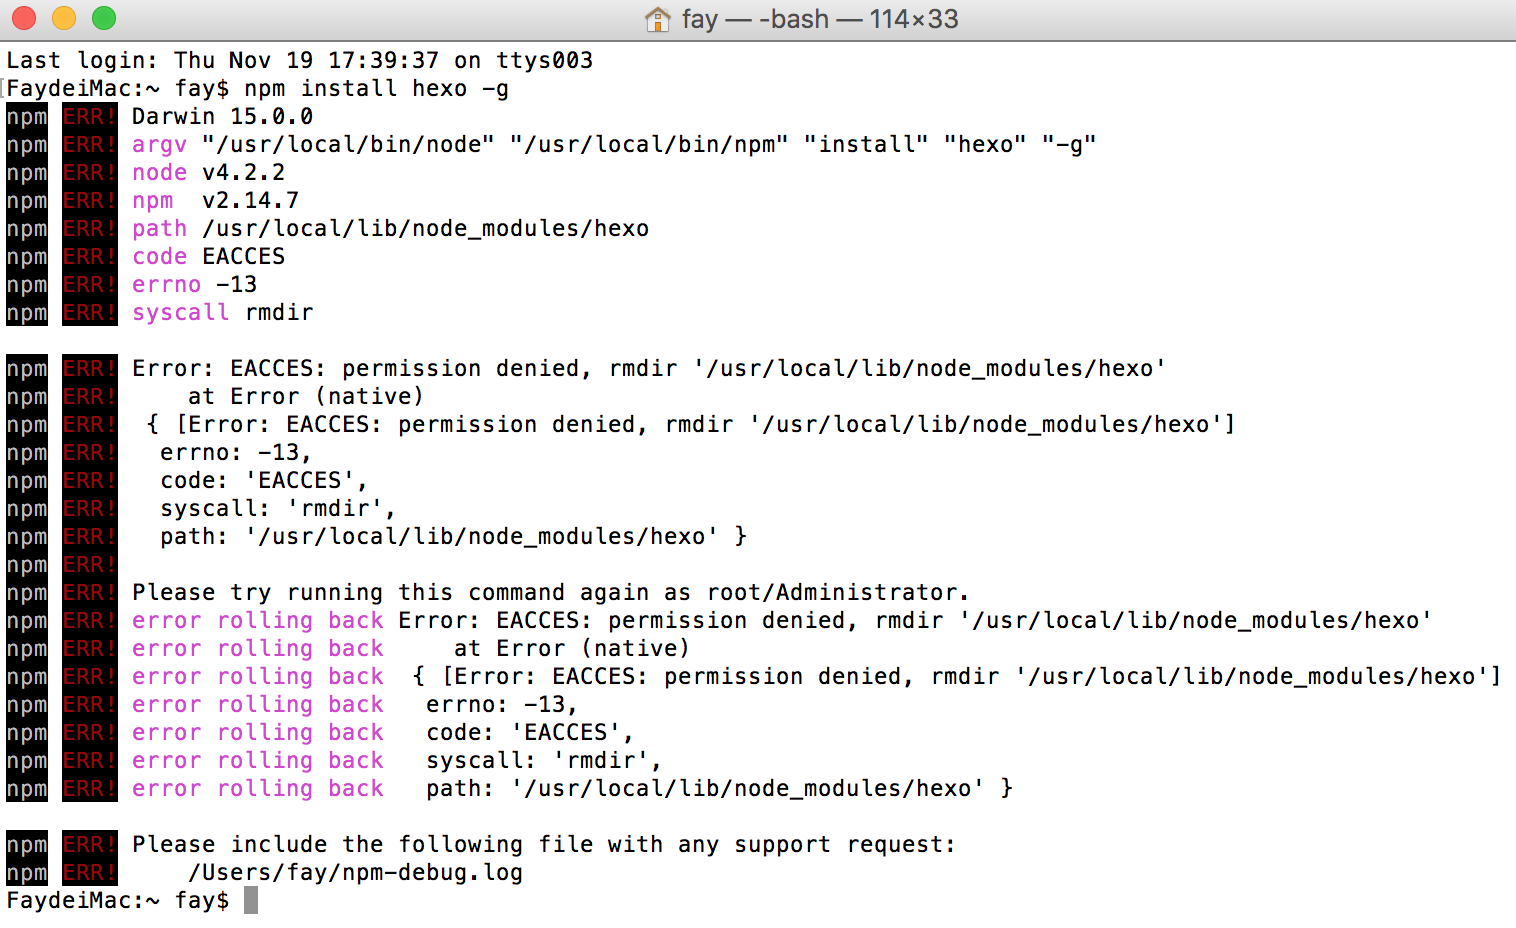 fay — -bash — 114×33
Last login: Thu Nov 19 17:39:37 on ttys003
[FaydeiMac:~ fay$ npm install hexo -g
npm ERR! Darwin 15.0.0
npm ERR! argv "/usr/local/bin/node" "/usr/local/bin/npm" "install" "hexo" "-g"
npm ERR! node v4.2.2
npm ERR! npm  v2.14.7
npm ERR! path /usr/local/lib/node_modules/hexo
npm ERR! code EACCES
npm ERR! errno -13
npm ERR! syscall rmdir
npm ERR! Error: EACCES: permission denied, rmdir '/usr/local/lib/node_modules/hexo'
npm ERR!     at Error (native)
npm ERR!  { [Error: EACCES: permission denied, rmdir '/usr/local/lib/node_modules/hexo']
npm ERR!   errno: -13,
npm ERR!   code: 'EACCES',
npm ERR!   syscall: 'rmdir',
npm ERR!   path: '/usr/local/lib/node_modules/hexo' }
npm ERR!
npm ERR! Please try running this command again as root/Administrator.
npm ERR! error rolling back Error: EACCES: permission denied, rmdir '/usr/local/lib/node_modules/hexo'
npm ERR! error rolling back     at Error (native)
npm ERR! error rolling back  { [Error: EACCES: permission denied, rmdir '/usr/local/lib/node_modules/hexo']
npm ERR! error rolling back   errno: -13,
npm ERR! error rolling back   code: 'EACCES',
npm ERR! error rolling back   syscall: 'rmdir',
npm ERR! error rolling back   path: '/usr/local/lib/node_modules/hexo' }
npm ERR! Please include the following file with any support request:
npm ERR!     /Users/fay/npm-debug.log
FaydeiMac:~ fay$